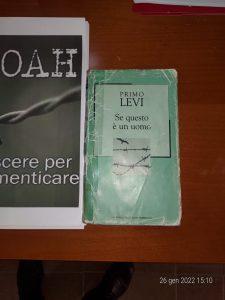 OAH
scere per
menticare
PRIMO
LEVI
Se questo
è un uomo
26 gen 2022 15:10